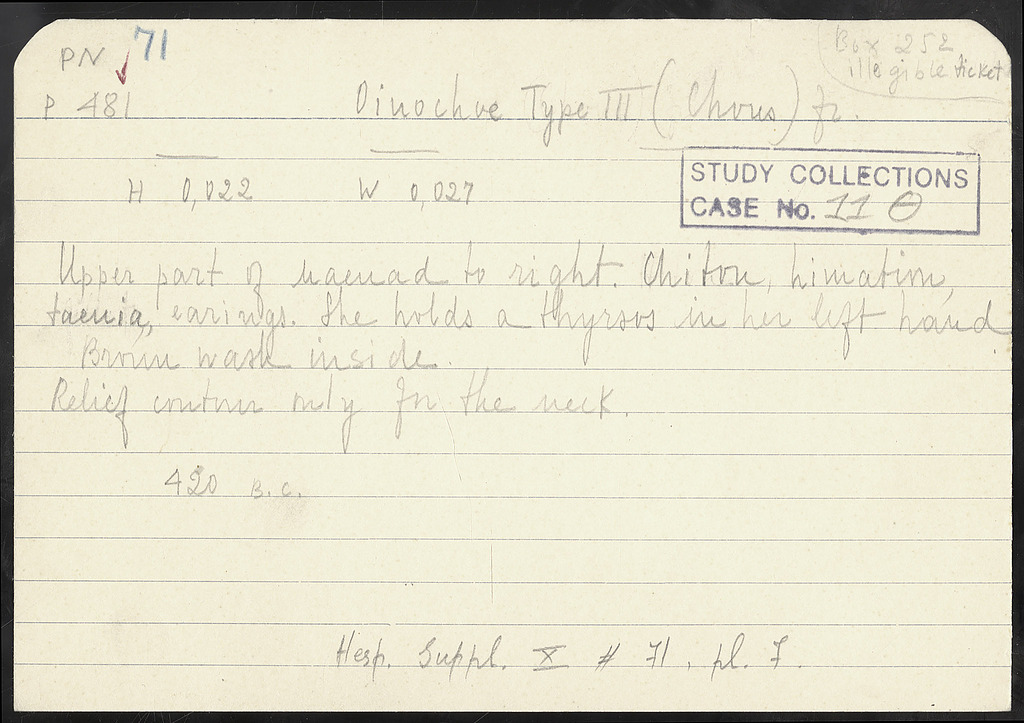 PN 71
Box 252
illegible ticket
P 481 Oinochoe Type III (Chous) fr.
H 0,022 W 0,027
STUDY COLLECTIONS
CASE No. 11 Θ
Upper part of maenad to right. Chiton, himation,
taenia, earings. She holds a thyrsos in her left hand
Brown wash inside.
Relief contour only for the neck.
420 B.C.
Hesp. Suppl. X # 71, pl. 7.